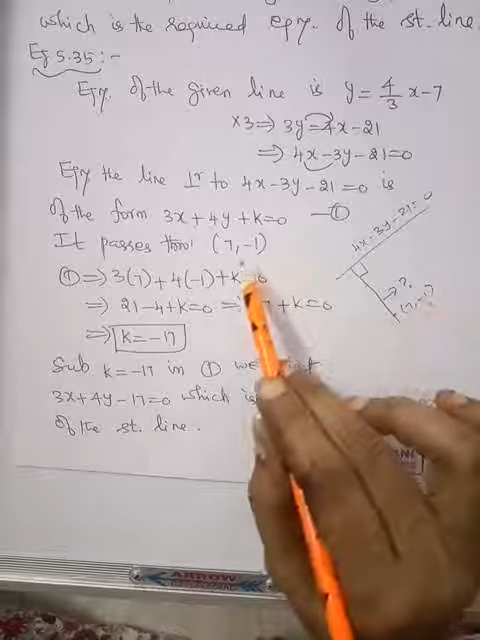 which is the required eqn. of the st. line
Eg 5.35:-
Eqn. of the given line is y = 4/3 x - 7
×3 ⇒ 3y = 4x - 21
⇒ 4x - 3y - 21 = 0
Eqn the line ⊥r to 4x - 3y - 21 = 0 is
of the form 3x + 4y + k = 0 —①
It passes thro' (7, -1)
① ⇒ 3(7) + 4(-1) + k = 0
⇒ 21 - 4 + k = 0 ⇒ + k = 0
⇒ k = -17
Sub k = -17 in ① we get
3x + 4y - 17 = 0 which is
of the st. line.
4x - 3y - 21 = 0
?
(7, -1)
ARROW